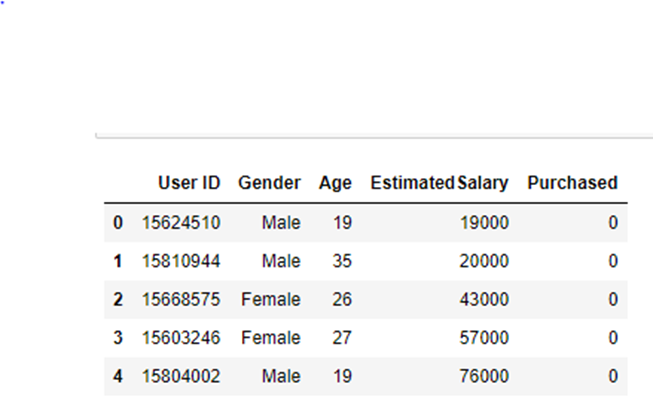 User ID Gender Age EstimatedSalary Purchased
0 15624510 Male 19 19000 0
1 15810944 Male 35 20000 0
2 15668575 Female 26 43000 0
3 15603246 Female 27 57000 0
4 15804002 Male 19 76000 0